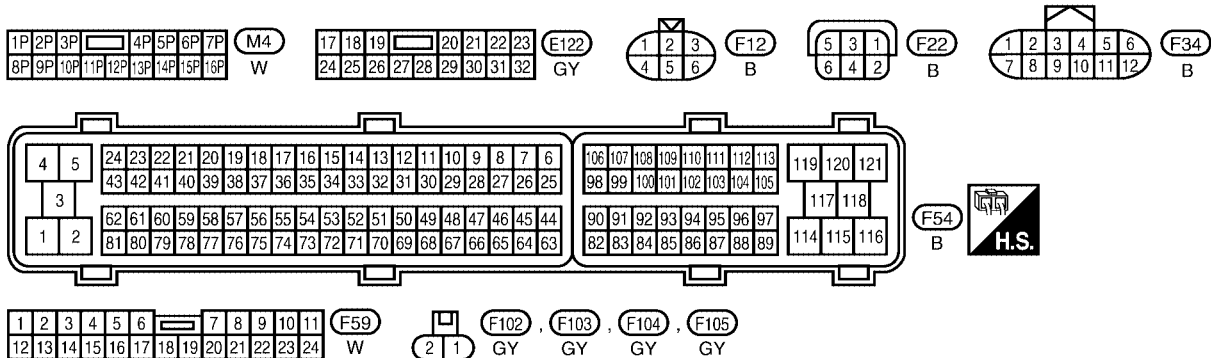 1P 2P 3P 4P 5P 6P 7P M4
8P 9P 10P 11P 12P 13P 14P 15P 16P W
17 18 19 20 21 22 23 E122
24 25 26 27 28 29 30 31 32 GY
1 2 3 F12
4 5 6 B
5 3 1 F22
6 4 2 B
1 2 3 4 5 6 F34
7 8 9 10 11 12 B
4 5 24 23 22 21 20 19 18 17 16 15 14 13 12 11 10 9 8 7 6 106 107 108 109 110 111 112 113 119 120 121
43 42 41 40 39 38 37 36 35 34 33 32 31 30 29 28 27 26 25 98 99 100 101 102 103 104 105
3 117 118
62 61 60 59 58 57 56 55 54 53 52 51 50 49 48 47 46 45 44 90 91 92 93 94 95 96 97 F54
1 2 81 80 79 78 77 76 75 74 73 72 71 70 69 68 67 66 65 64 63 82 83 84 85 86 87 88 89 114 115 116 B
H.S.
1 2 3 4 5 6 7 8 9 10 11 F59
12 13 14 15 16 17 18 19 20 21 22 23 24 W
F102 , F103 , F104 , F105
2 1 GY GY GY GY